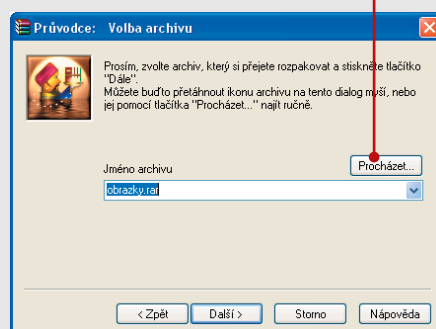 Průvodce: Volba archivu
Prosím, zvolte archiv, který si přejete rozpakovat a stiskněte tlačítko
"Dále".
Můžete buďto přetáhnout ikonu archivu na tento dialog myší, nebo
jej pomocí tlačítka "Procházet..." najít ručně.
Jméno archivu
Procházet...
obrazky.rar
< Zpět
Další >
Storno
Nápověda